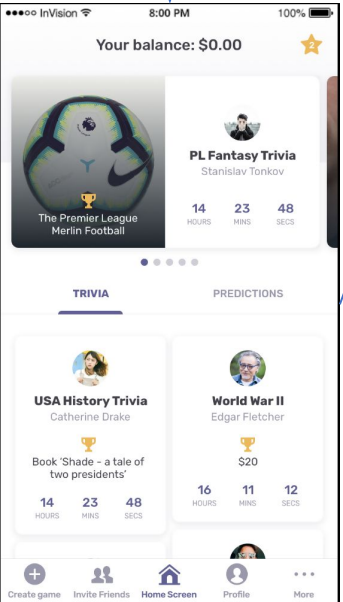 InVision 8:00 PM 100%
Your balance: $0.00
2
The Premier League
Merlin Football
PL Fantasy Trivia
Stanislav Tonkov
14 23 48
HOURS MINS SECS
TRIVIA PREDICTIONS
USA History Trivia
Catherine Drake
Book ‘Shade - a tale of
two presidents’
14 23 48
HOURS MINS SECS
World War II
Edgar Fletcher
$20
16 11 12
HOURS MINS SECS
Create game Invite Friends Home Screen Profile More